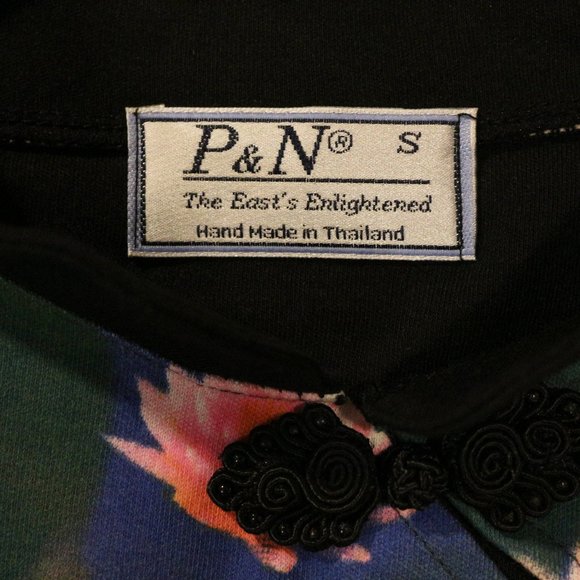 P&N® S
The East's Enlightened
Hand Made in Thailand